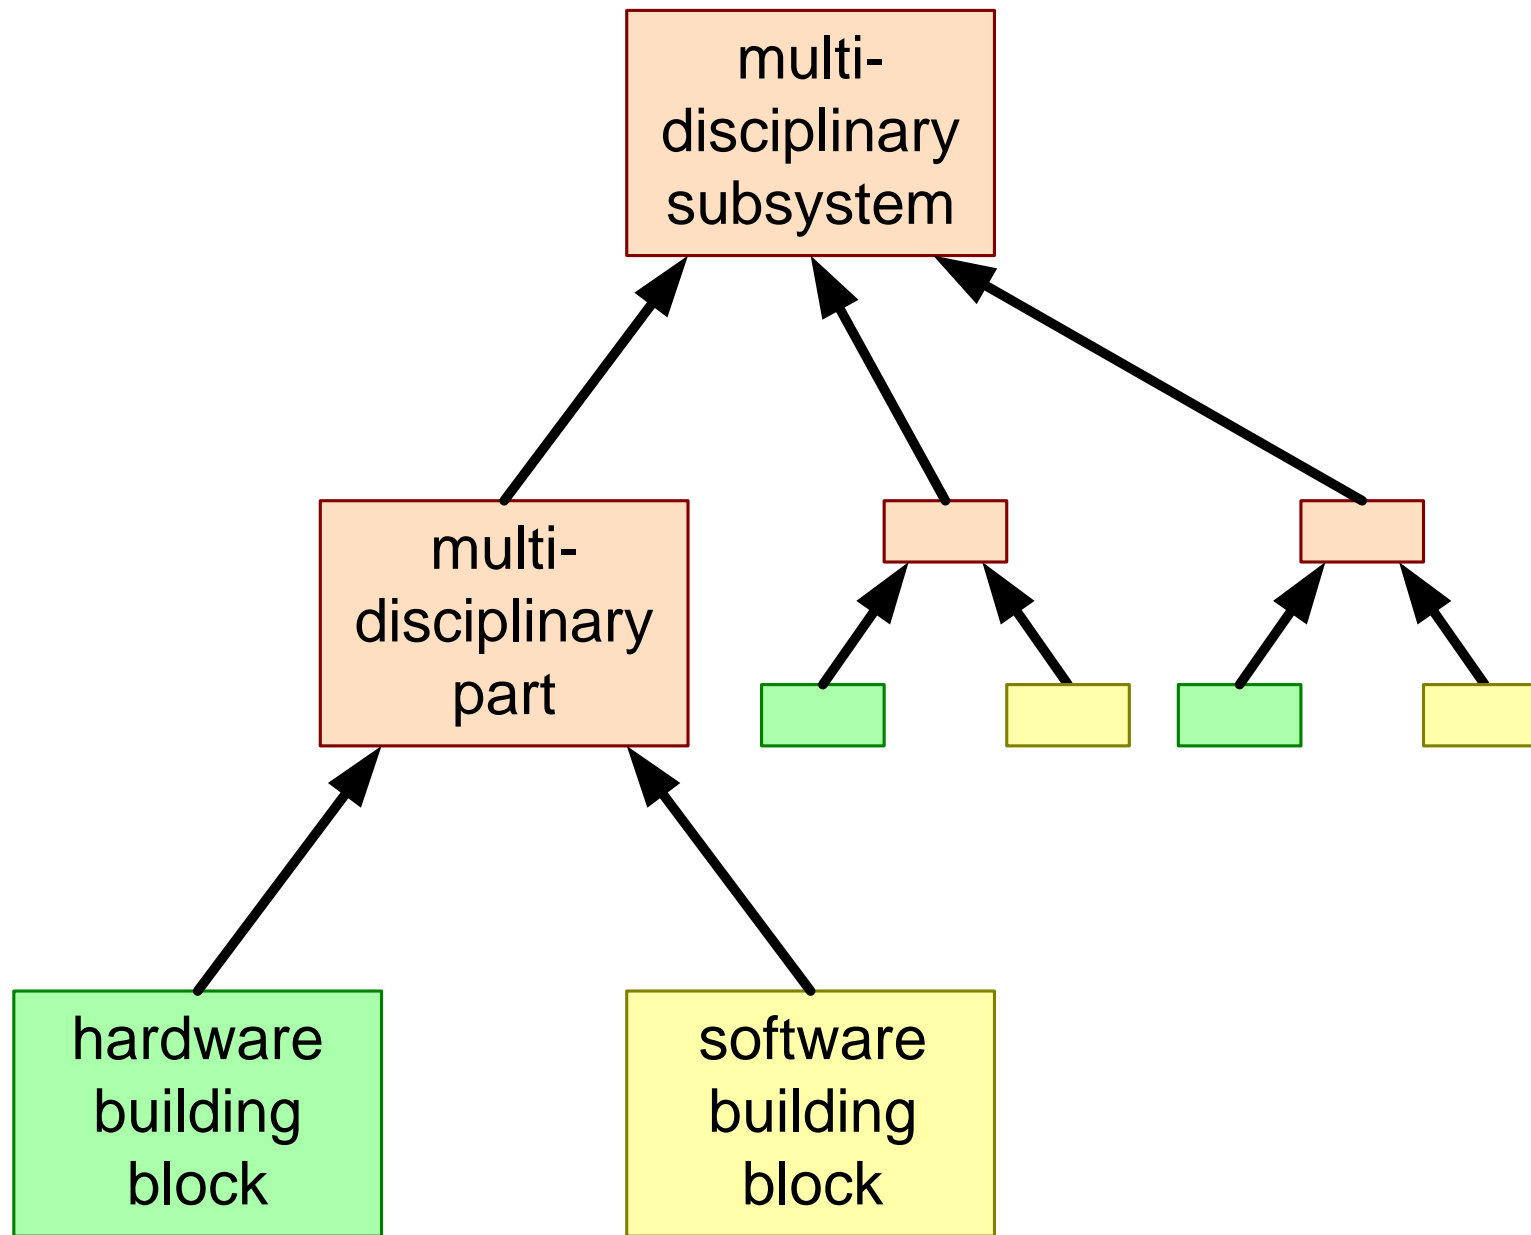 multi-
disciplinary
subsystem
multi-
disciplinary
part
hardware
building
block
software
building
block